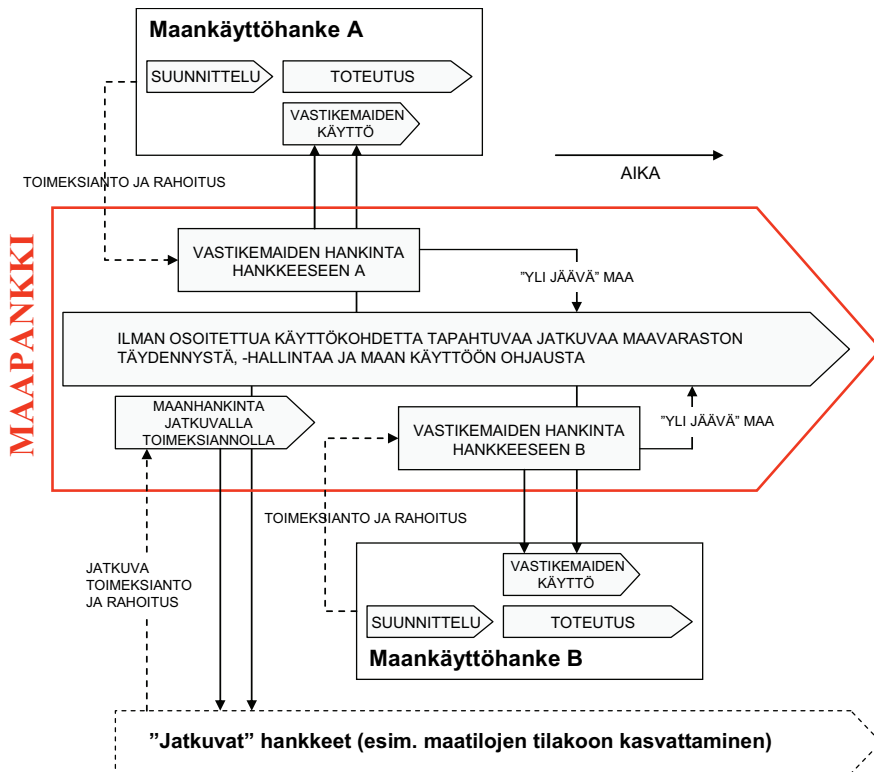 Maankäyttöhanke A
SUUNNITTELU
TOTEUTUS
VASTIKEMAIDEN
KÄYTTÖ
TOIMEKSIANTO JA RAHOITUS
AIKA
MAAPANKKI
VASTIKEMAIDEN HANKINTA
HANKKEESEEN A
"YLI JÄÄVÄ" MAA
ILMAN OSOITETTUA KÄYTTÖKOHDETTA TAPAHTUVAA JATKUVAA MAAVARASTON
TÄYDENNYSTÄ, -HALLINTAA JA MAAN KÄYTTÖÖN OHJAUSTA
MAANHANKINTA
JATKUVALLA
TOIMEKSIANNOLLA
VASTIKEMAIDEN HANKINTA
HANKKEESEEN B
"YLI JÄÄVÄ" MAA
TOIMEKSIANTO JA RAHOITUS
JATKUVA
TOIMEKSIANTO
JA RAHOITUS
VASTIKEMAIDEN
KÄYTTÖ
SUUNNITTELU
TOTEUTUS
Maankäyttöhanke B
”Jatkuvat” hankkeet (esim. maatilojen tilakoon kasvattaminen)